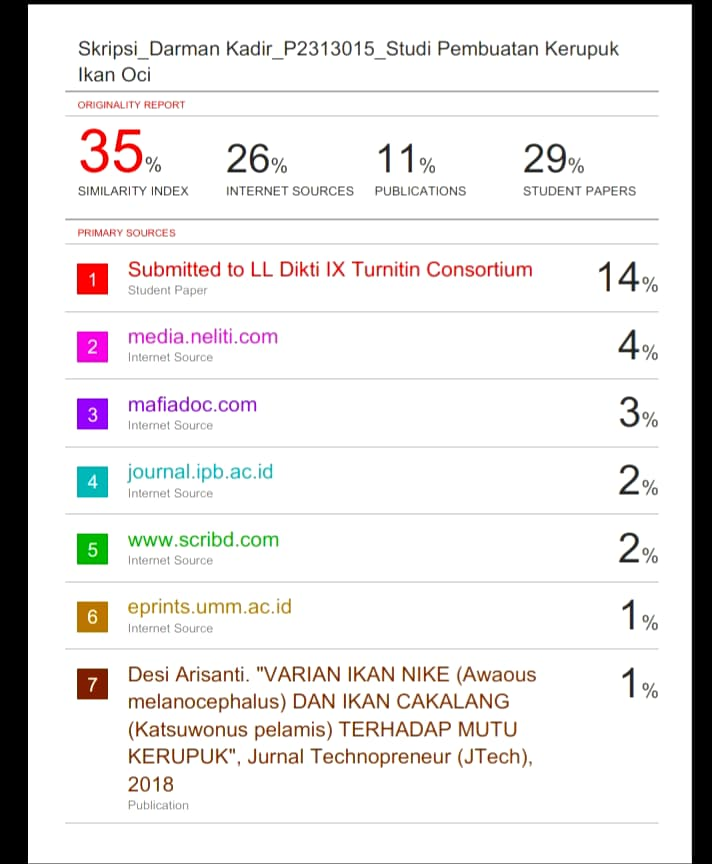 Skripsi_Darman Kadir_P2313015_Studi Pembuatan Kerupuk
Ikan Oci
ORIGINALITY REPORT
35% 26% 11% 29%
SIMILARITY INDEX INTERNET SOURCES PUBLICATIONS STUDENT PAPERS
PRIMARY SOURCES
1 Submitted to LL Dikti IX Turnitin Consortium 14%
Student Paper
2 media.neliti.com 4%
Internet Source
3 mafiadoc.com 3%
Internet Source
4 journal.ipb.ac.id 2%
Internet Source
5 www.scribd.com 2%
Internet Source
6 eprints.umm.ac.id 1%
Internet Source
7 Desi Arisanti. "VARIAN IKAN NIKE (Awaous 1%
melanocephalus) DAN IKAN CAKALANG
(Katsuwonus pelamis) TERHADAP MUTU
KERUPUK", Jurnal Technopreneur (JTech),
2018
Publication